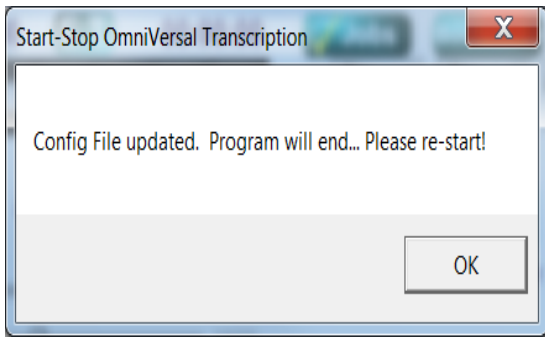 Start-Stop OmniVersal Transcription
X
Config File updated.  Program will end... Please re-start!
OK